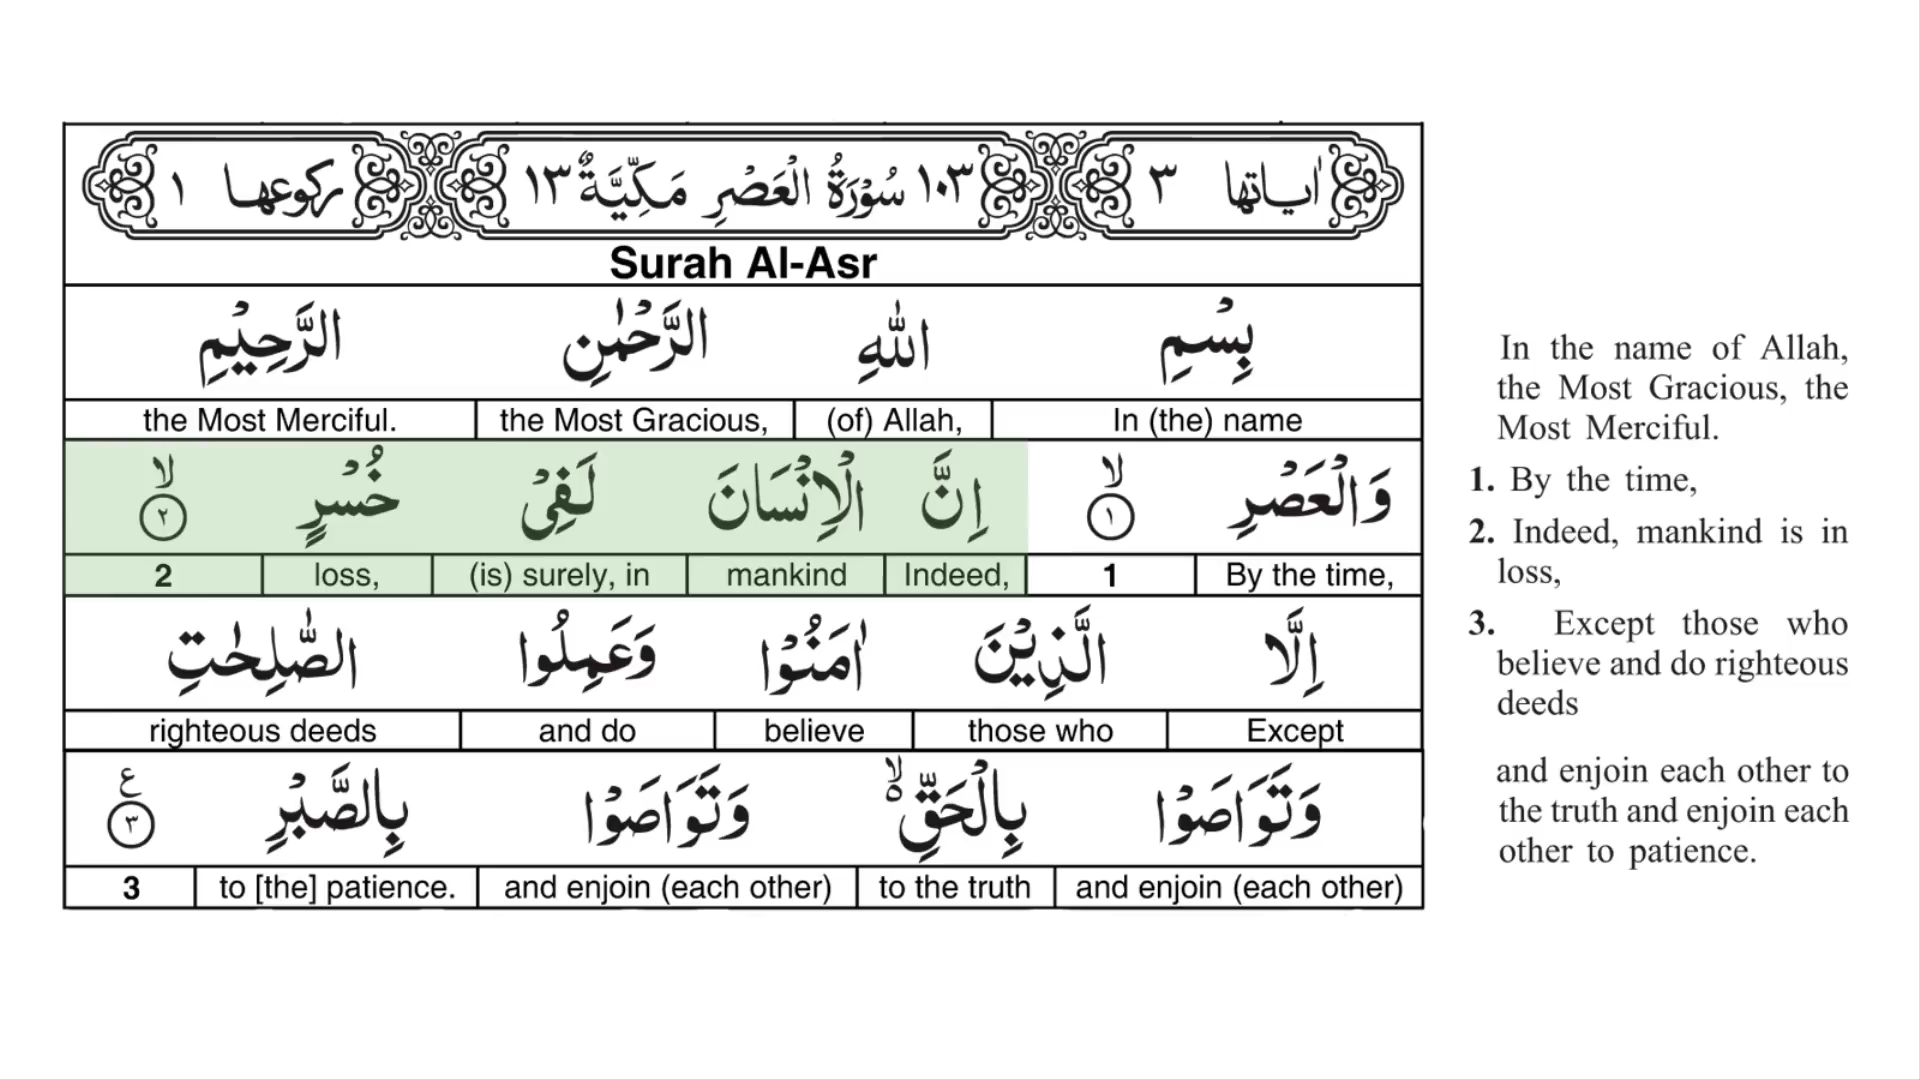 اٰياتها ٣
١٠٣ سُوْرَةُ الْعَصْرِ مَكِّيَّةٌ ١٣
ركوعها ١
Surah Al-Asr
بِسْمِ اللّٰهِ الرَّحْمٰنِ الرَّحِيْمِ
In (the) name (of) Allah, the Most Gracious, the Most Merciful.
وَالْعَصْرِ ۙ ١ اِنَّ الْاِنْسَانَ لَفِيْ خُسْرٍ ۙ ٢
By the time, 1 Indeed, mankind (is) surely, in loss, 2
اِلَّا الَّذِيْنَ اٰمَنُوْا وَعَمِلُوا الصّٰلِحٰتِ
Except those who believe and do righteous deeds
وَتَوَاصَوْا بِالْحَقِّ ۙ۬ وَتَوَاصَوْا بِالصَّبْرِ ع ٣
and enjoin (each other) to the truth and enjoin (each other) to [the] patience. 3
In the name of Allah,
the Most Gracious, the
Most Merciful.
1. By the time,
2. Indeed, mankind is in
loss,
3. Except those who
believe and do righteous
deeds
and enjoin each other to
the truth and enjoin each
other to patience.